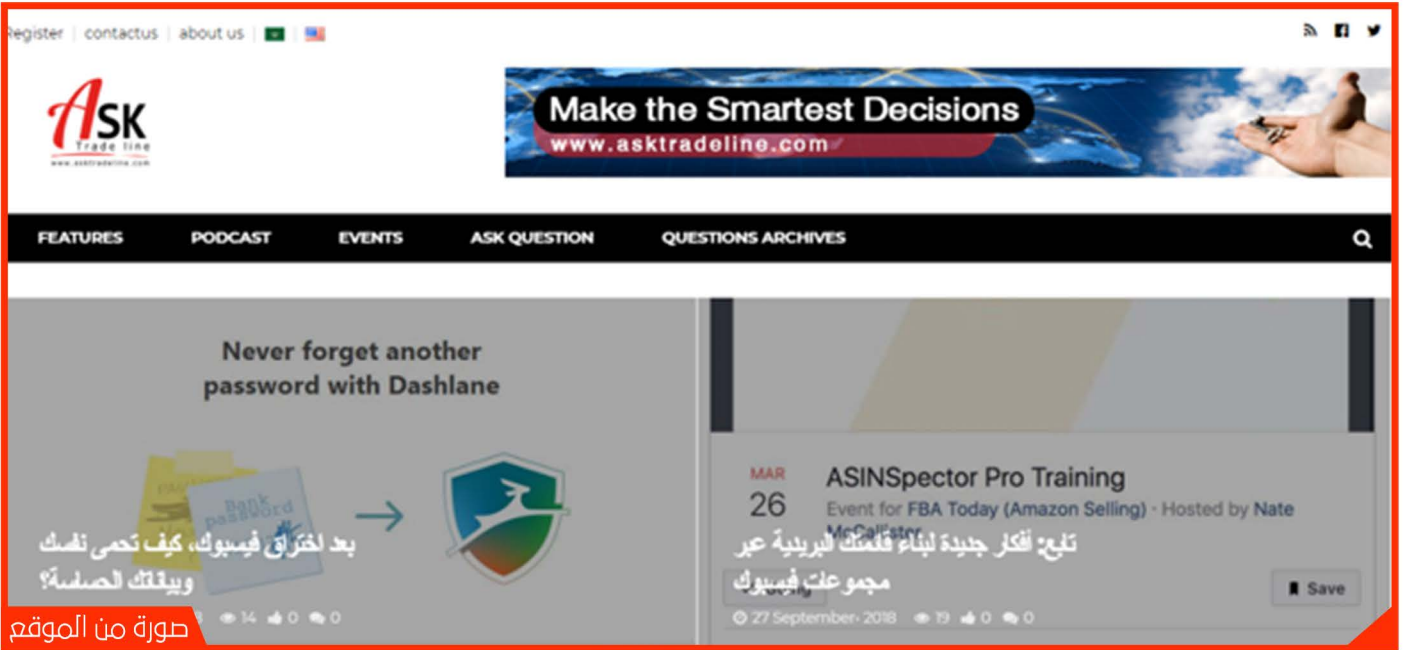 Register | contactus | about us
ASK
Trade line
www.asktradeline.com
Make the Smartest Decisions
www.asktradeline.com
FEATURES PODCAST EVENTS ASK QUESTION QUESTIONS ARCHIVES
Never forget another
password with Dashlane
Bank
password
بعد اختراق فيسبوك، كيف تحمى نفسك
وبياناتك الحساسة؟
14 0 0
MAR
26
ASINSpector Pro Training
Event for FBA Today (Amazon Selling) · Hosted by Nate
McCallister
تابع: أفكار جديدة لبناء قائمتك البريدية عبر
مجموعات فيسبوك
Save
27 September، 2018 19 0 0
صورة من الموقع